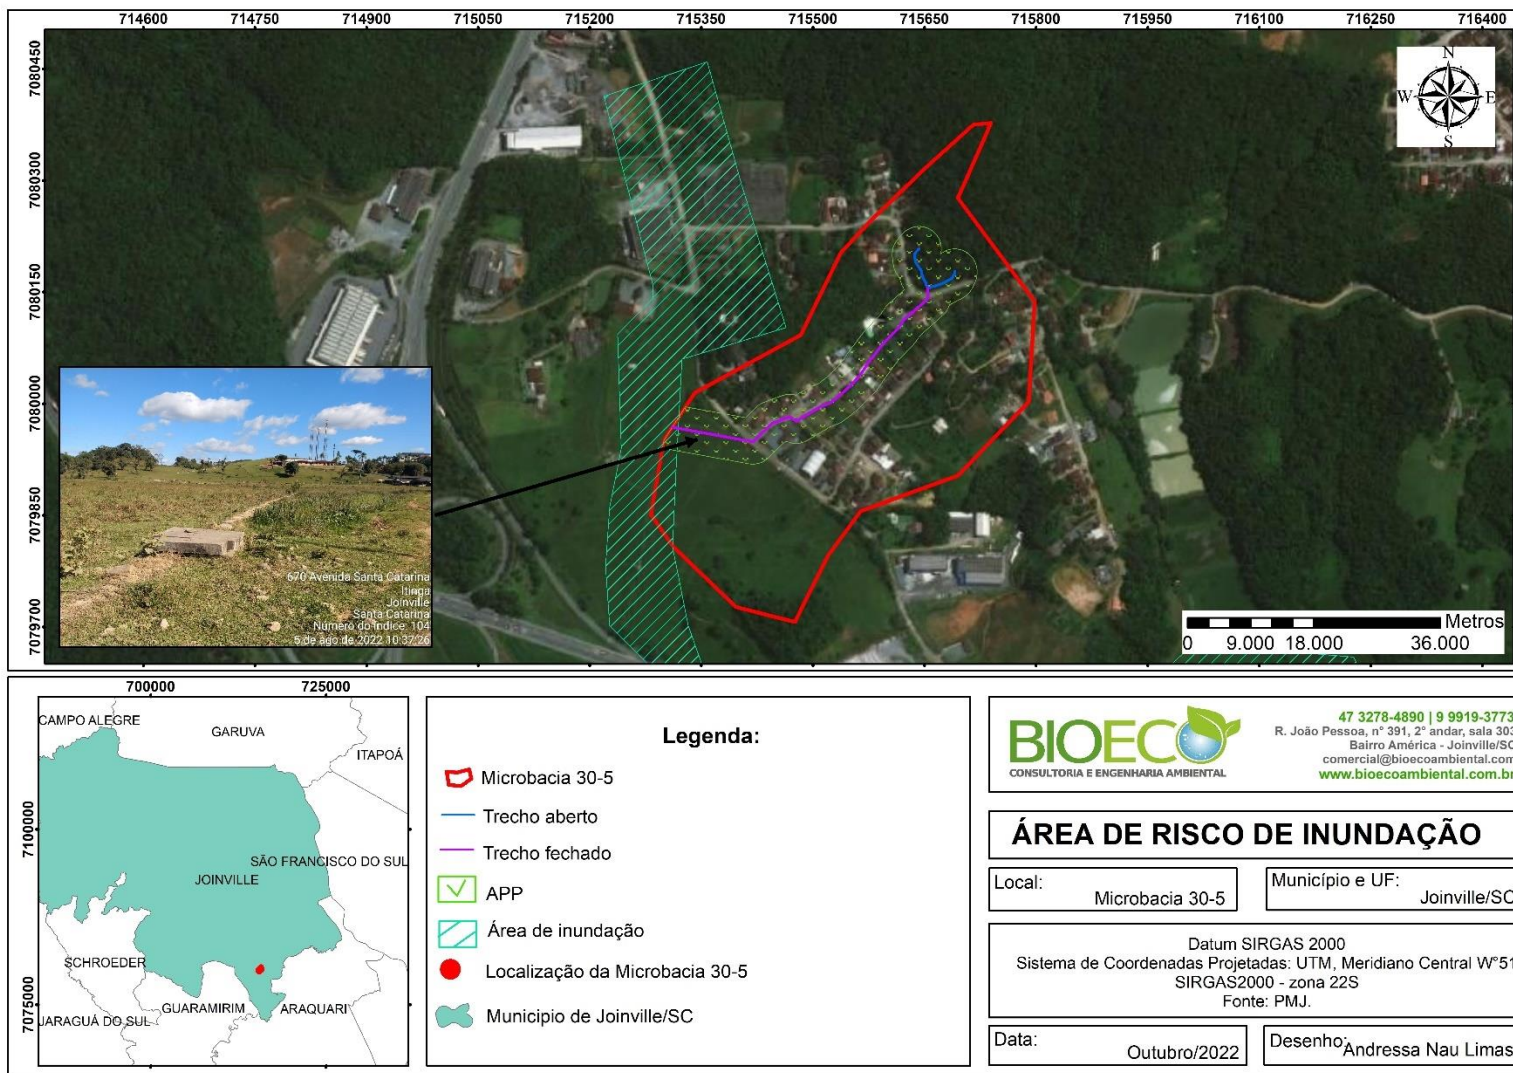 714600 714750 714900 715050 715200 715350 715500 715650 715800 715950 716100 716250 716400
7080450
7080300
7080150
7080000
7079850
7079700
N
W E
S
670 Avenida Santa Catarina
Itinga
Joinville
Santa Catarina
Número do índice: 104
5 de ago de 2022 10:37:26
Metros
0 9.000 18.000 36.000
700000 725000
7100000
7075000
CAMPO ALEGRE
GARUVA
ITAPOÁ
SÃO FRANCISCO DO SUL
JOINVILLE
SCHROEDER
GUARAMIRIM
ARAQUARI
JARAGUÁ DO SUL
Legenda:
Microbacia 30-5
Trecho aberto
Trecho fechado
APP
Área de inundação
Localização da Microbacia 30-5
Municipio de Joinville/SC
BIOECO
CONSULTORIA E ENGENHARIA AMBIENTAL
47 3278-4890 | 9 9919-3773
R. João Pessoa, n° 391, 2° andar, sala 303
Bairro América - Joinville/SC
comercial@bioecoambiental.com
www.bioecoambiental.com.br
ÁREA DE RISCO DE INUNDAÇÃO
Local:
Microbacia 30-5
Município e UF:
Joinville/SC
Datum SIRGAS 2000
Sistema de Coordenadas Projetadas: UTM, Meridiano Central W°51
SIRGAS2000 - zona 22S
Fonte: PMJ.
Data:
Outubro/2022
Desenho:
Andressa Nau Limas